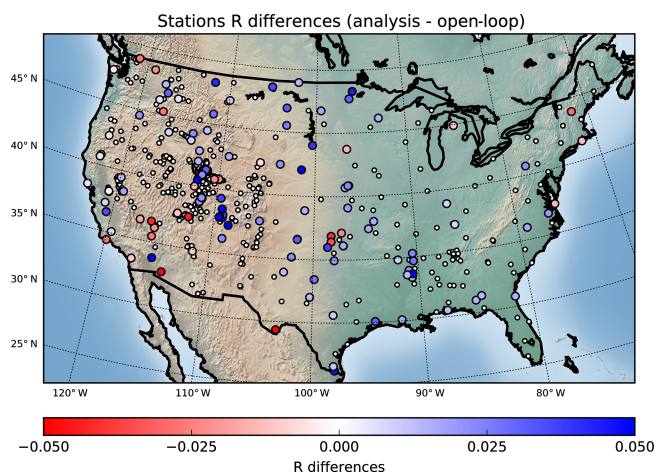 Stations R differences (analysis - open-loop)
45°N
40°N
35°N
30°N
25°N
120°W 110°W 100°W 90°W 80°W
−0.050 −0.025 0.000 0.025 0.050
R differences